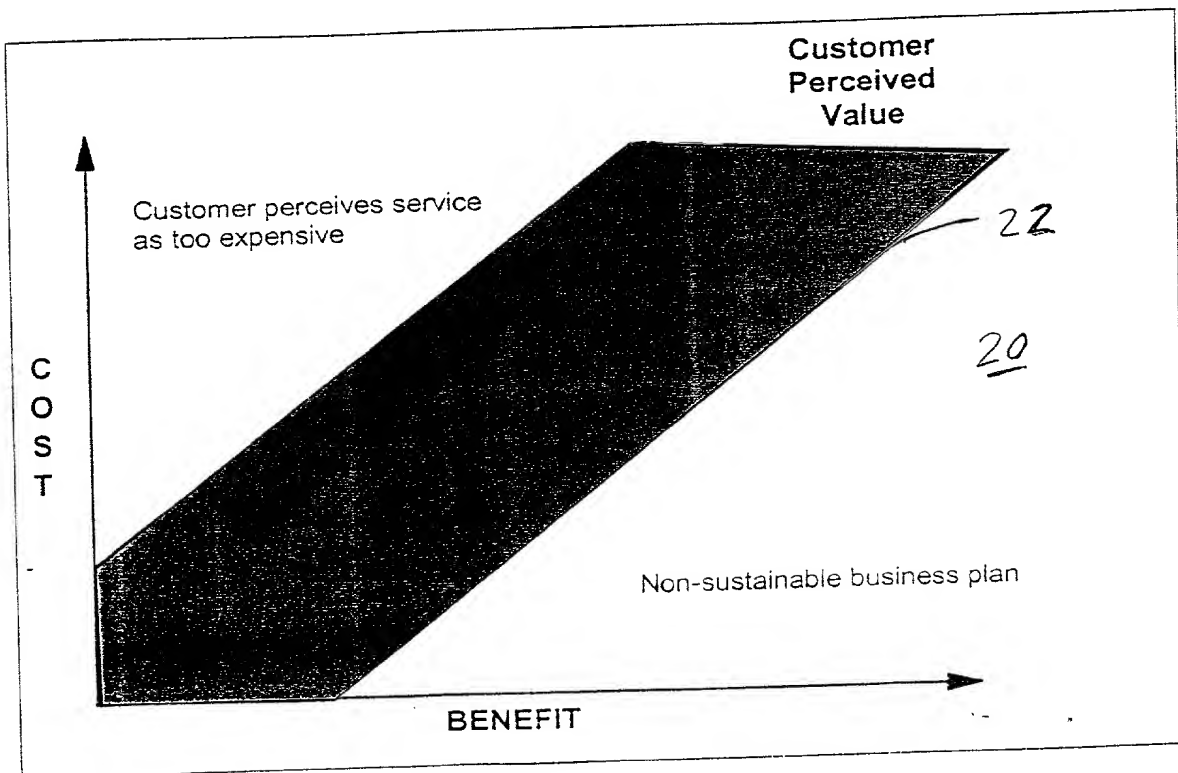 Customer
Perceived
Value
Customer perceives service
as too expensive
22
20
C
O
S
T
Non-sustainable business plan
BENEFIT